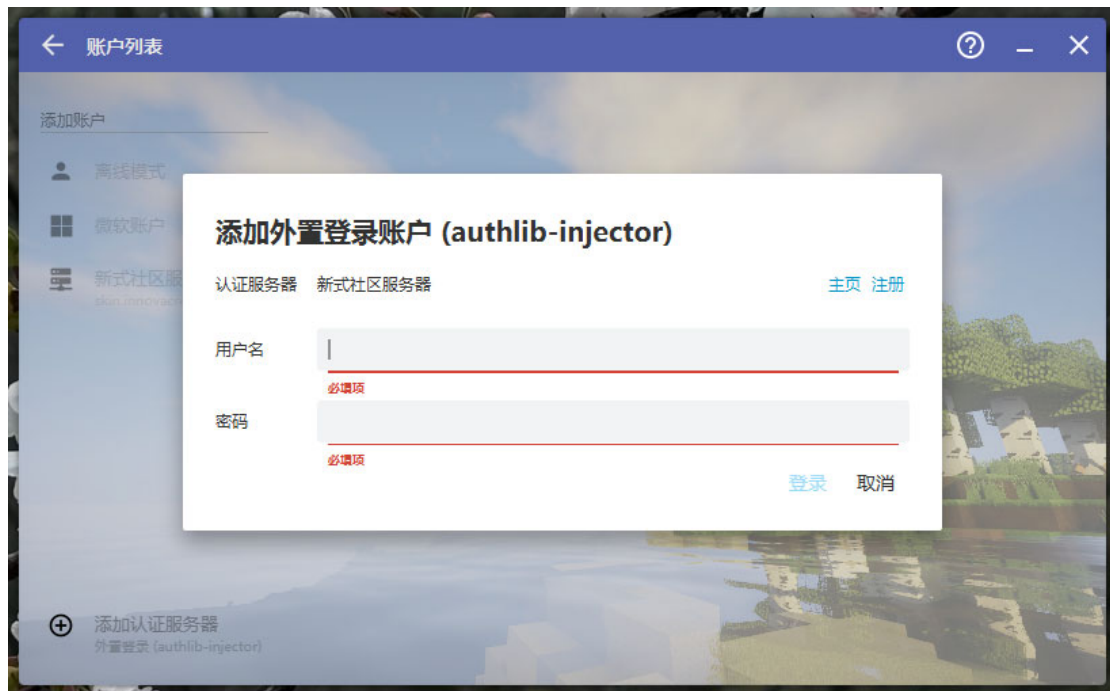 账户列表
添加账户
离线模式
微软账户
新式社区服
添加外置登录账户 (authlib-injector)
认证服务器 新式社区服务器 主页 注册
用户名
必填项
密码
必填项
登录 取消
添加认证服务器
外置登录 (authlib-injector)